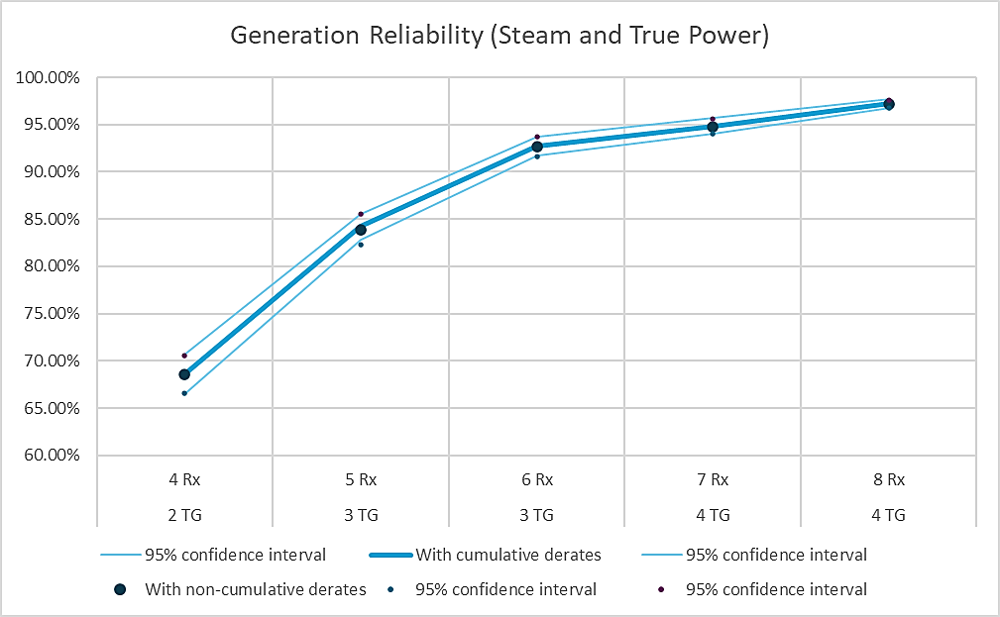 Generation Reliability (Steam and True Power)
100.00%
95.00%
90.00%
85.00%
80.00%
75.00%
70.00%
65.00%
60.00%
4 Rx 5 Rx 6 Rx 7 Rx 8 Rx
2 TG 3 TG 3 TG 4 TG 4 TG
95% confidence interval With cumulative derates 95% confidence interval
With non-cumulative derates 95% confidence interval 95% confidence interval